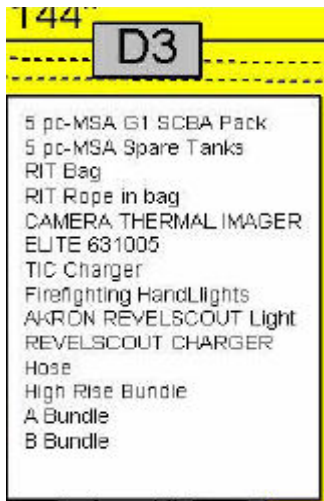 144"
D3
5 pc-MSA G1 SCBA Pack
5 pc-MSA Spare Tanks
RIT Bag
RIT Rope in bag
CAMERA THERMAL IMAGER
ELITE 631005
TIC Charger
Firefighting HandLlights
AKRON REVELSCOUT Light
REVELSCOUT CHARGER
Hose
High Rise Bundle
A Bundle
B Bundle